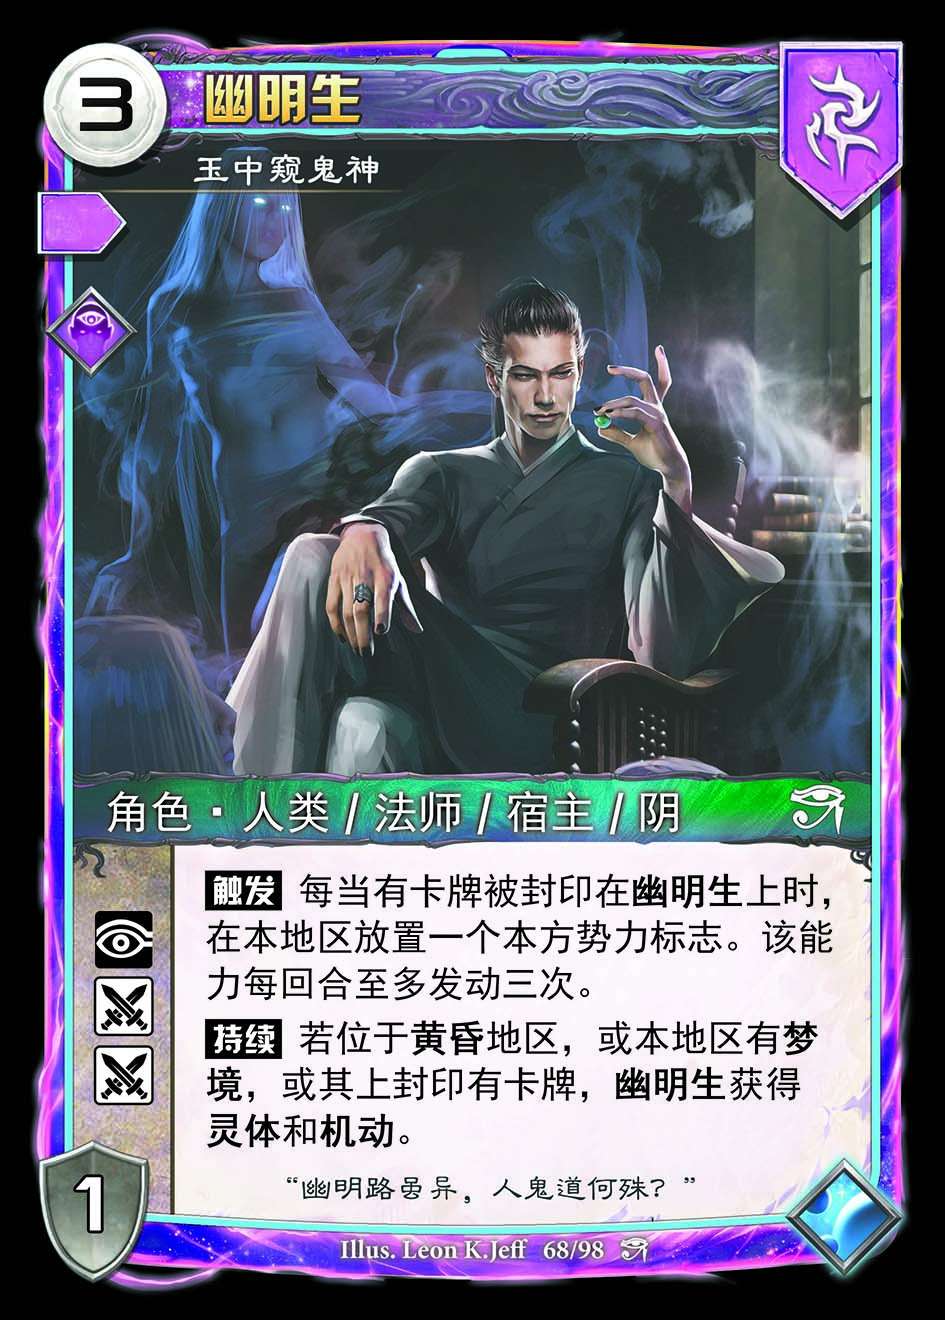 3
幽明生
玉中窥鬼神
角色·人类/法师/宿主/阴
触发 每当有卡牌被封印在幽明生上时,
在本地区放置一个本方势力标志。该能
力每回合至多发动三次。
持续 若位于黄昏地区，或本地区有梦
境，或其上封印有卡牌，幽明生获得
灵体和机动。
“幽明路虽异，人鬼道何殊？”
1
Illus. Leon K.Jeff 68/98